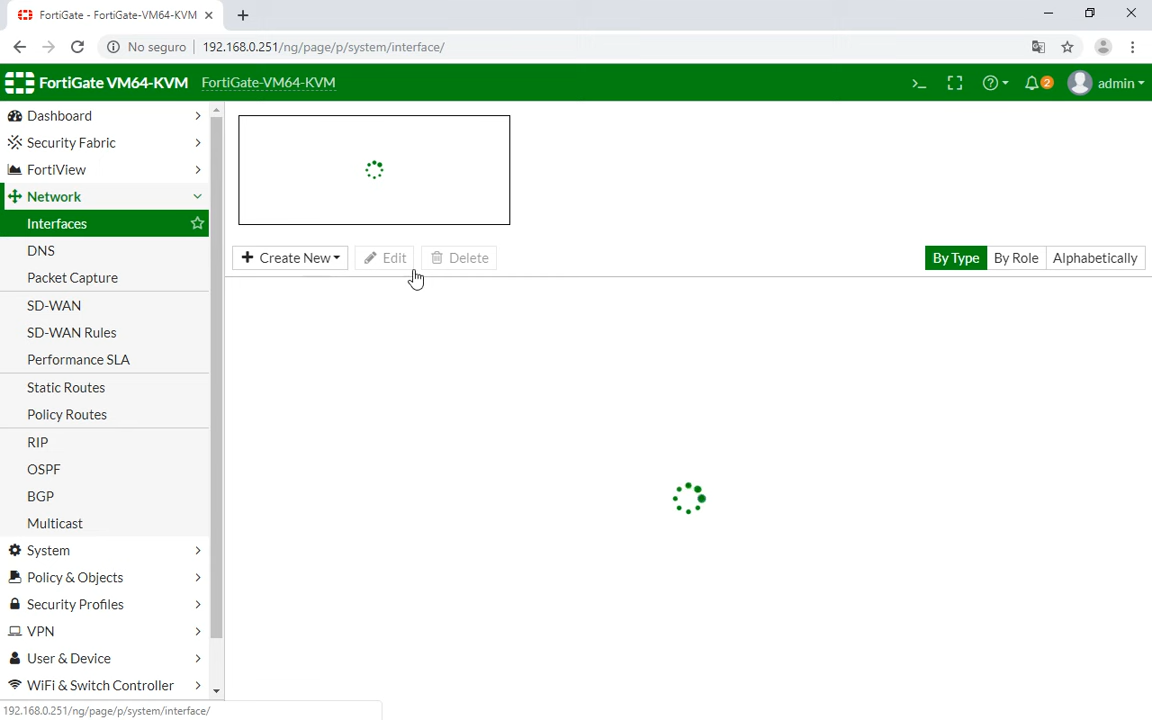 FortiGate - FortiGate-VM64-KVM
No seguro
192.168.0.251/ng/page/p/system/interface/
FortiGate VM64-KVM
FortiGate-VM64-KVM
2
admin
Dashboard
Security Fabric
FortiView
Network
Interfaces
DNS
Packet Capture
SD-WAN
SD-WAN Rules
Performance SLA
Static Routes
Policy Routes
RIP
OSPF
BGP
Multicast
System
Policy & Objects
Security Profiles
VPN
User & Device
WiFi & Switch Controller
Create New
Edit
Delete
By Type
By Role
Alphabetically
192.168.0.251/ng/page/p/system/interface/